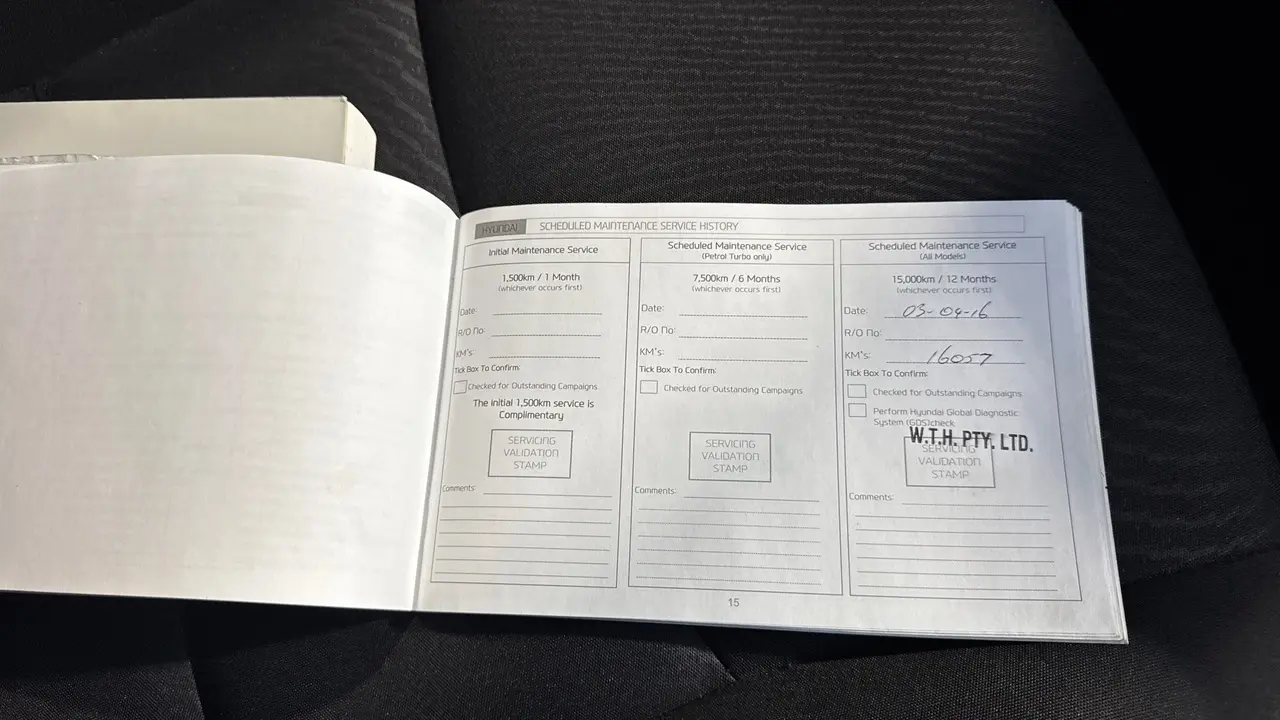 HYUNDAI SCHEDULED MAINTENANCE SERVICE HISTORY
Initial Maintenance Service
1,500km / 1 Month
(whichever occurs first)
Date:
R/O No:
KM's:
Tick Box To Confirm:
Checked for Outstanding Campaigns
The initial 1,500km service is
Complimentary
SERVICING
VALIDATION
STAMP
Comments:
Scheduled Maintenance Service
(Petrol Turbo only)
7,500km / 6 Months
(whichever occurs first)
Date:
R/O No:
KM's:
Tick Box To Confirm:
Checked for Outstanding Campaigns
SERVICING
VALIDATION
STAMP
Comments:
Scheduled Maintenance Service
(All Models)
15,000km / 12 Months
(whichever occurs first)
Date: 03-04-16
R/O No:
KM's: 16057
Tick Box To Confirm:
Checked for Outstanding Campaigns
Perform Hyundai Global Diagnostic
System (GDS)check
W.T.H. PTY. LTD.
SERVICING
VALIDATION
STAMP
Comments:
15